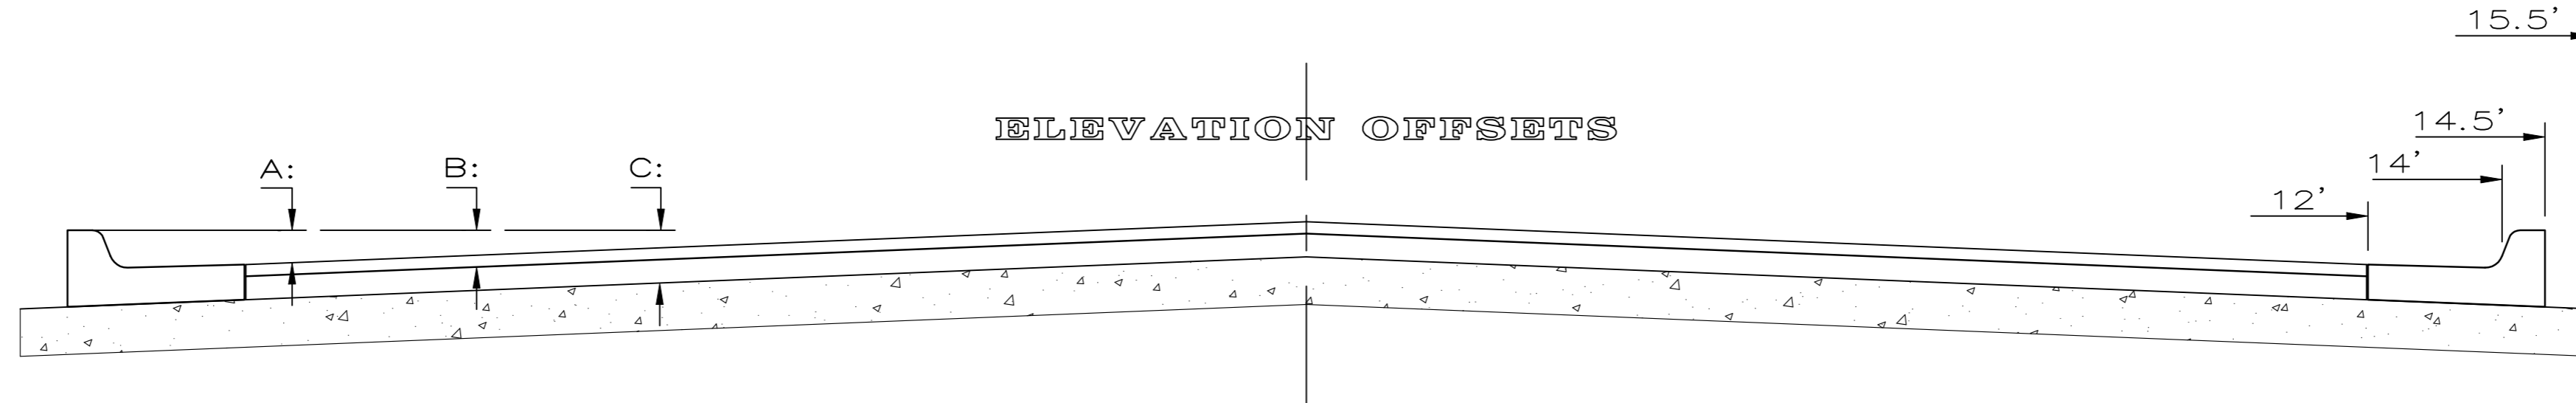 15.5’
ELEVATION OFFSETS
14.5’
A: B: C:
14’
12’